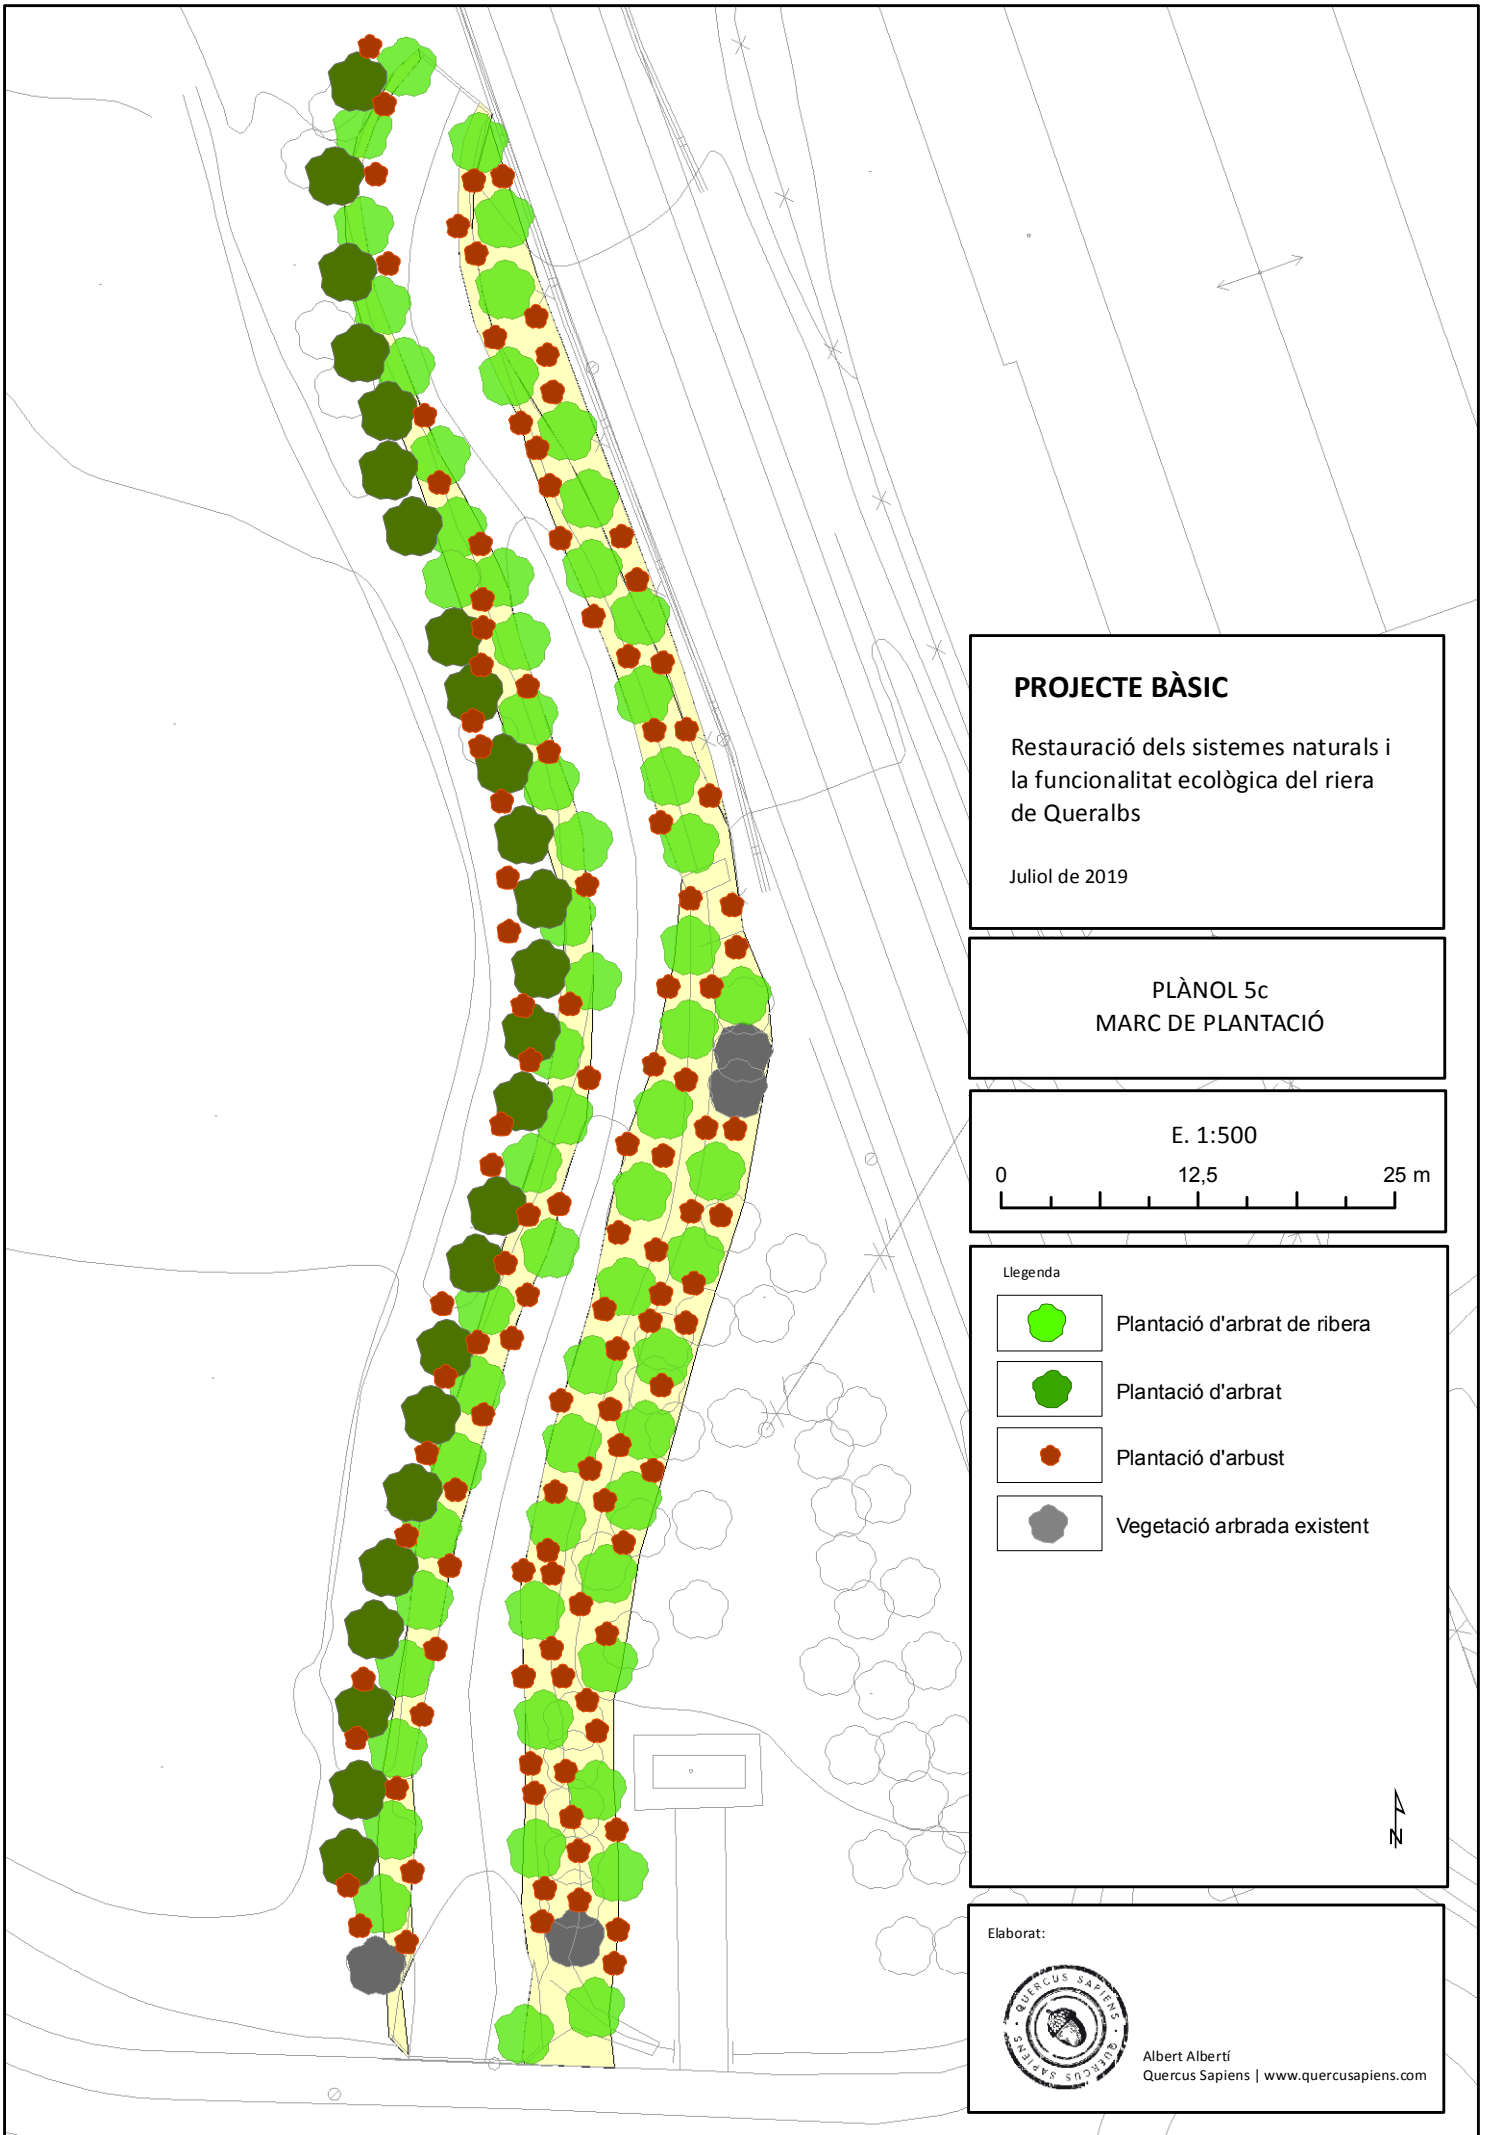 PROJECTE BÀSIC
Restauració dels sistemes naturals i
la funcionalitat ecològica del riera
de Queralbs
Juliol de 2019
PLÀNOL 5c
MARC DE PLANTACIÓ
E. 1:500
0 12,5 25 m
Llegenda
Plantació d'arbrat de ribera
Plantació d'arbrat
Plantació d'arbust
Vegetació arbrada existent
N
Elaborat:
QUERCUS SAPIENS · QUERCUS SAPIENS ·
Albert Albertí
Quercus Sapiens | www.quercusapiens.com